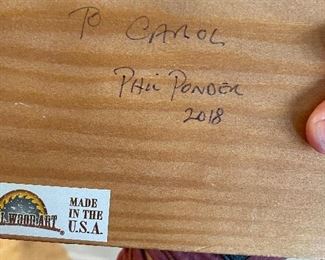 To CAROL
PHIL PONDER
2018
MADE
IN THE
U.S.A.